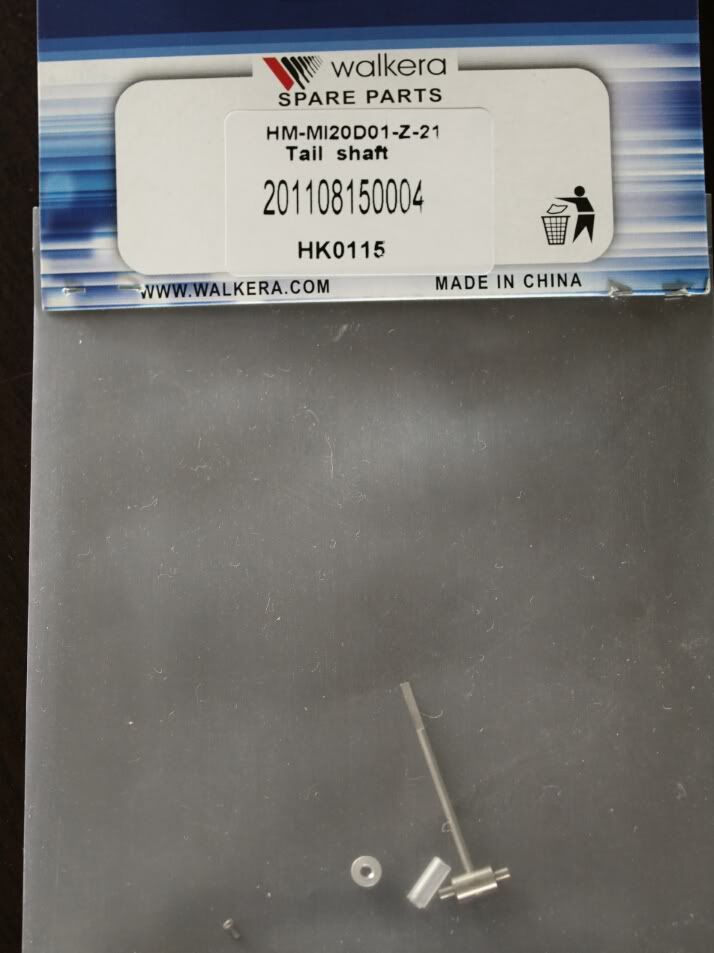 walkera
SPARE PARTS
HM-MI20D01-Z-21
Tail shaft
201108150004
HK0115
WWW.WALKERA.COM
MADE IN CHINA